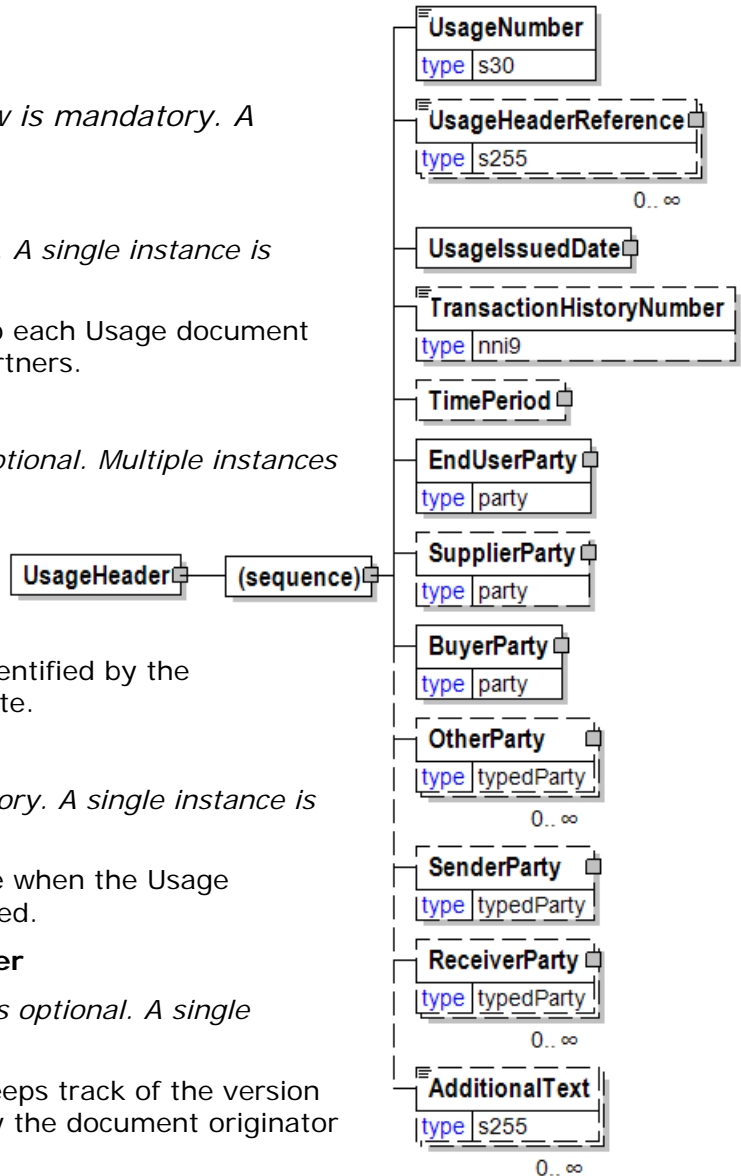 w is mandatory. A
. A single instance is
o each Usage document
rtners.
ptional. Multiple instances
entified by the
te.
ory. A single instance is
e when the Usage
ed.
er
s optional. A single
eeps track of the version
y the document originator
UsageHeader
(sequence)
UsageNumber
type s30
UsageHeaderReference
type s255
0.. ∞
UsageIssuedDate
TransactionHistoryNumber
type nni9
TimePeriod
EndUserParty
type party
SupplierParty
type party
BuyerParty
type party
OtherParty
type typedParty
0.. ∞
SenderParty
type typedParty
ReceiverParty
type typedParty
0.. ∞
AdditionalText
type s255
0.. ∞